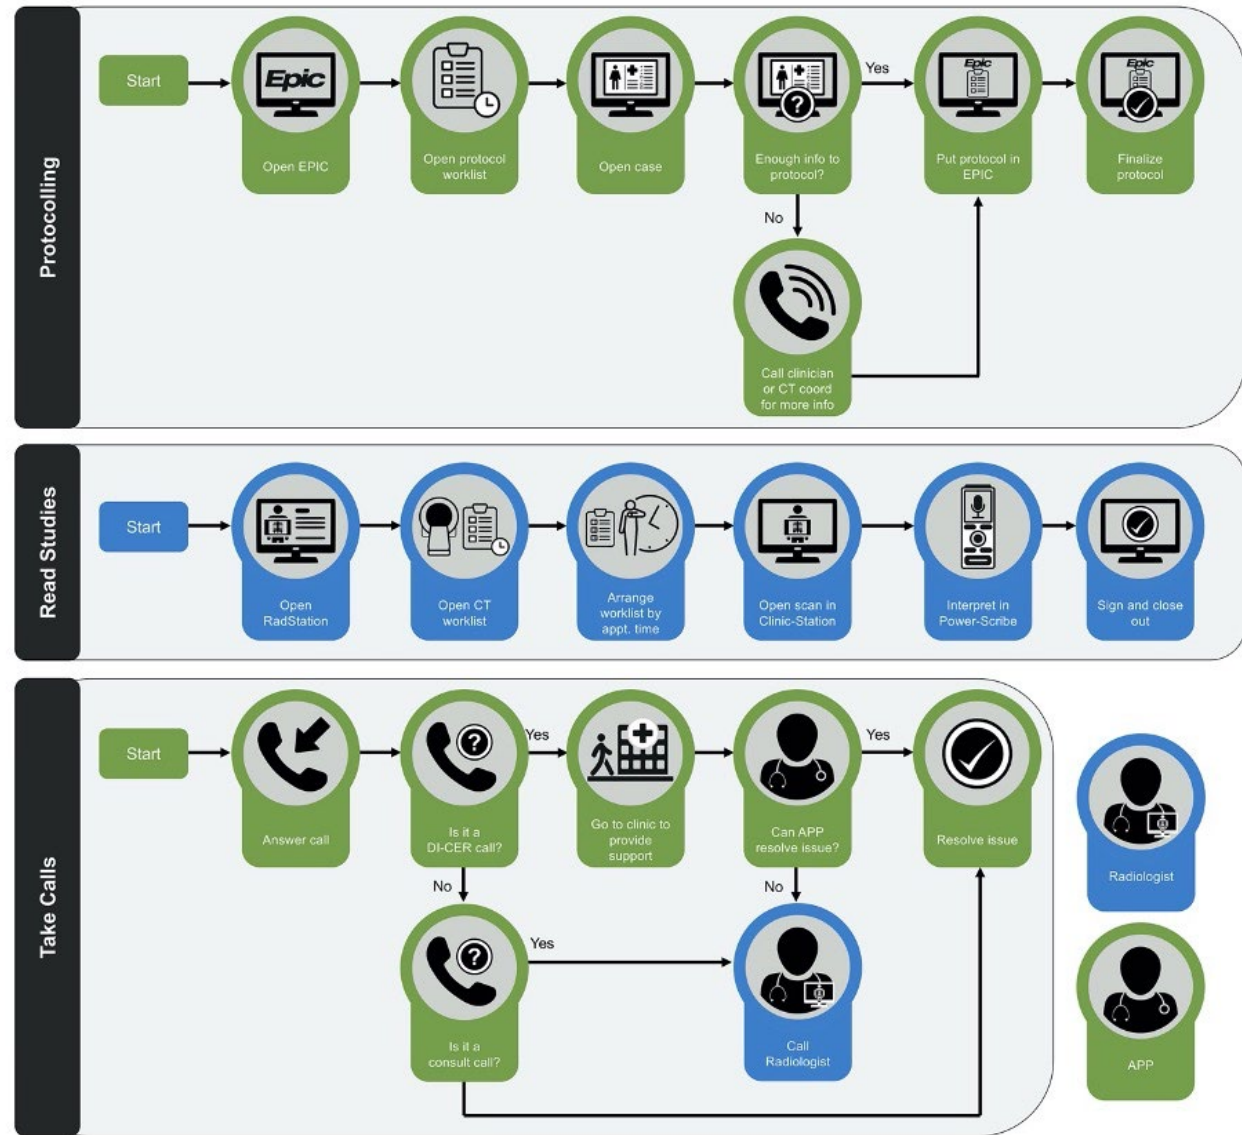 Protocolling
Start
Epic
Open EPIC
Open protocol
worklist
Open case
Enough info to
protocol?
Yes
Epic
Put protocol in
EPIC
Epic
Finalize
protocol
No
Call clinician
or CT coord
for more info
Read Studies
Start
Open
RadStation
Open CT
worklist
Arrange
worklist by
appt. time
Open scan in
Clinic-Station
Interpret in
Power-Scribe
Sign and close
out
Take Calls
Start
Answer call
Is it a
DI-CER call?
Yes
Go to clinic to
provide
support
Can APP
resolve issue?
Yes
Resolve issue
No
No
Is it a
consult call?
Yes
Call
Radiologist
Radiologist
APP